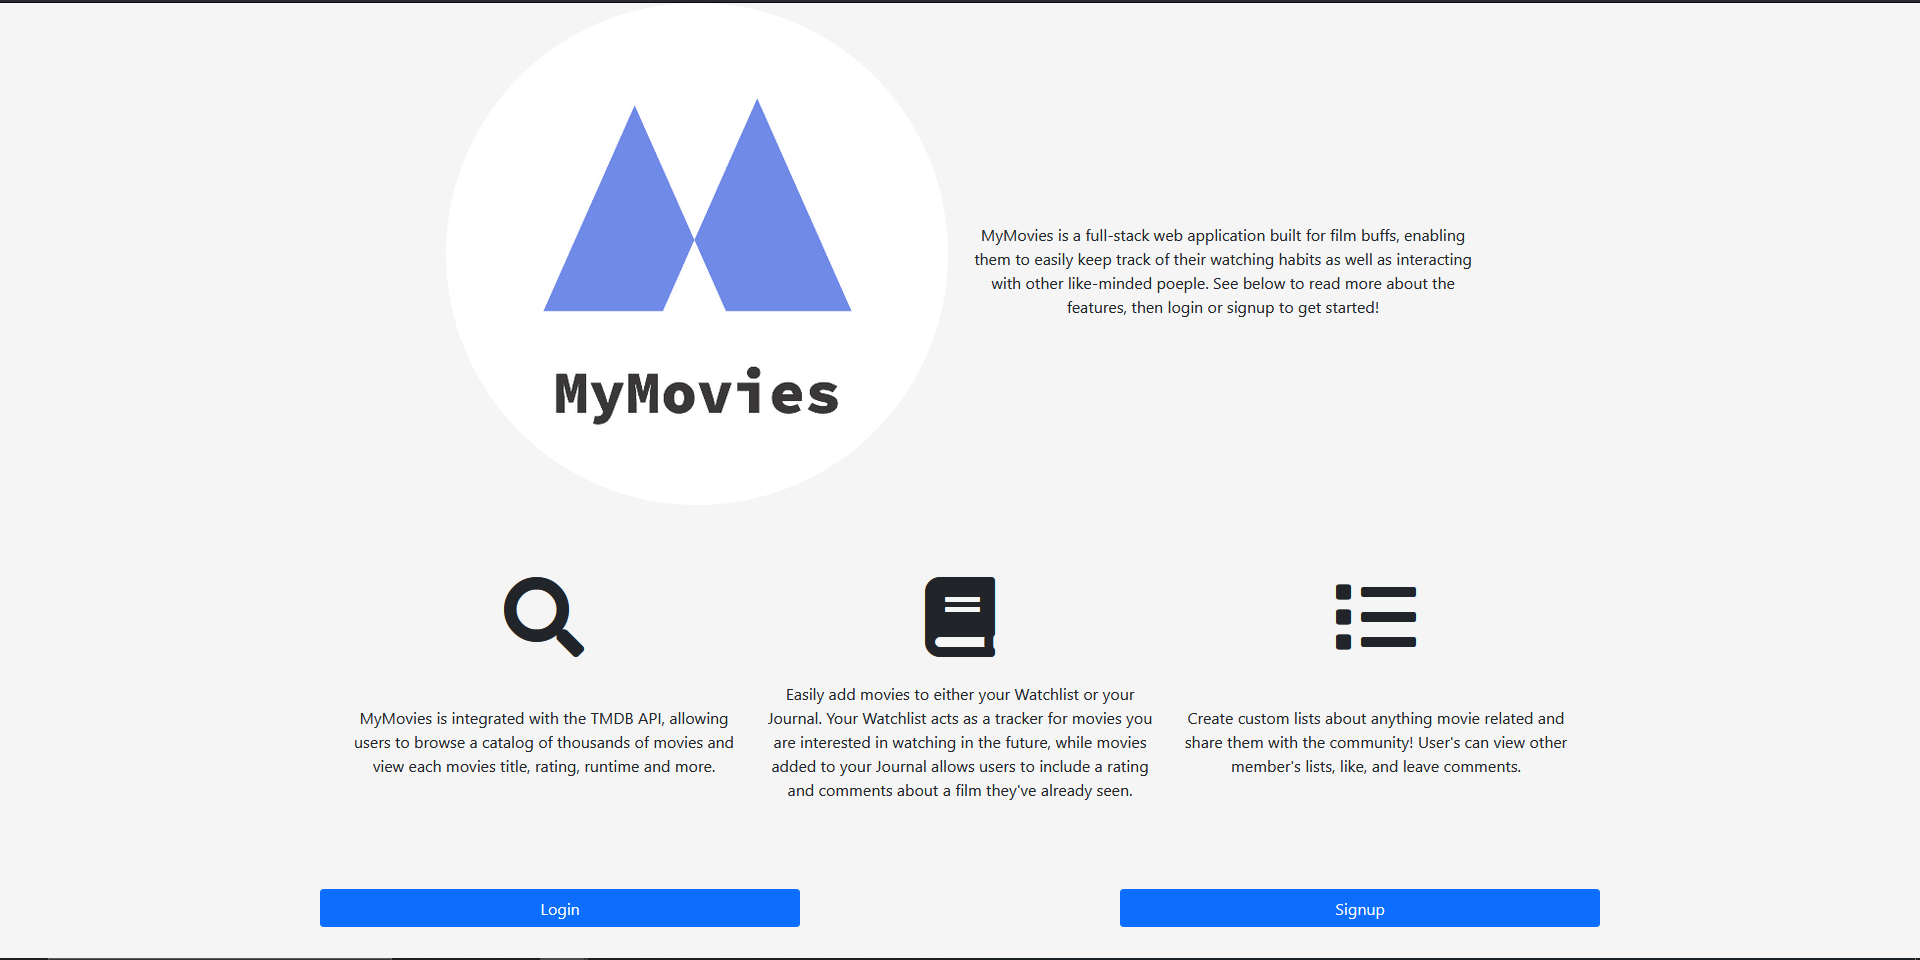 MyMovies
MyMovies is a full-stack web application built for film buffs, enabling
them to easily keep track of their watching habits as well as interacting
with other like-minded poeple. See below to read more about the
features, then login or signup to get started!
MyMovies is integrated with the TMDB API, allowing
users to browse a catalog of thousands of movies and
view each movies title, rating, runtime and more.
Easily add movies to either your Watchlist or your
Journal. Your Watchlist acts as a tracker for movies you
are interested in watching in the future, while movies
added to your Journal allows users to include a rating
and comments about a film they've already seen.
Create custom lists about anything movie related and
share them with the community! User's can view other
member's lists, like, and leave comments.
Login
Signup